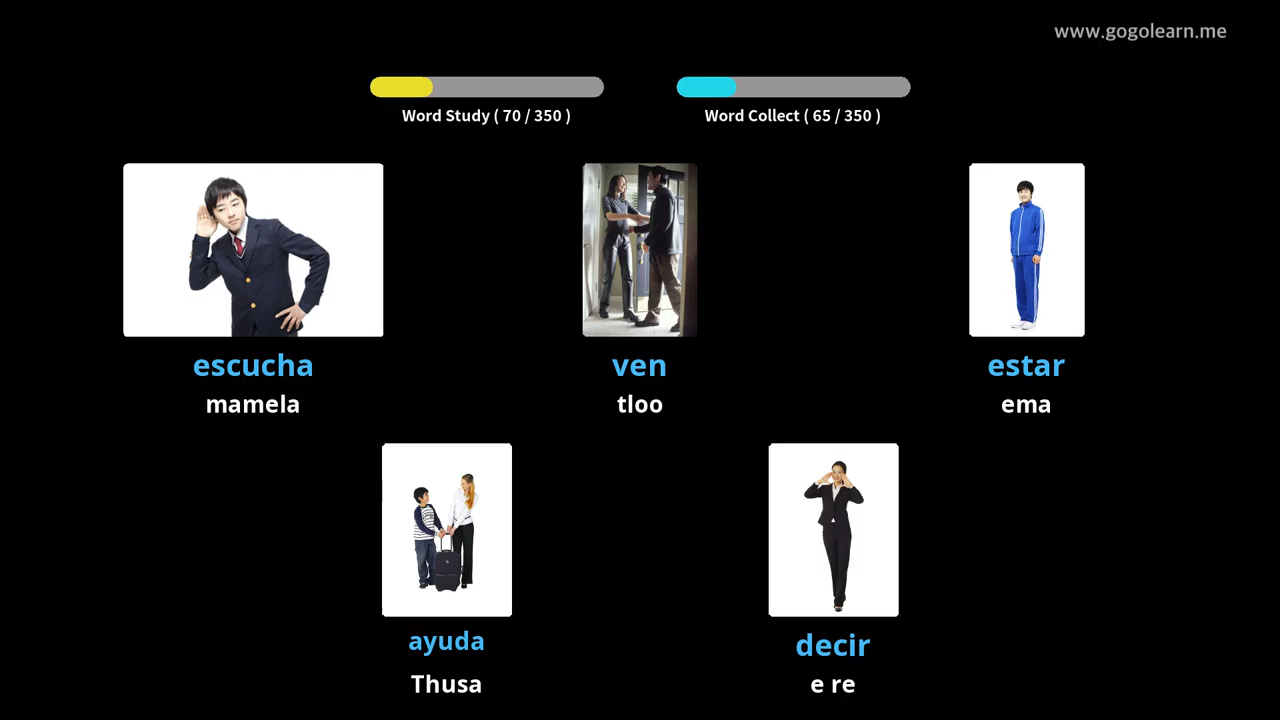 www.gogolearn.me
Word Study ( 70 / 350 )
Word Collect ( 65 / 350 )
escucha
mamela
ven
tloo
estar
ema
ayuda
Thusa
decir
e re